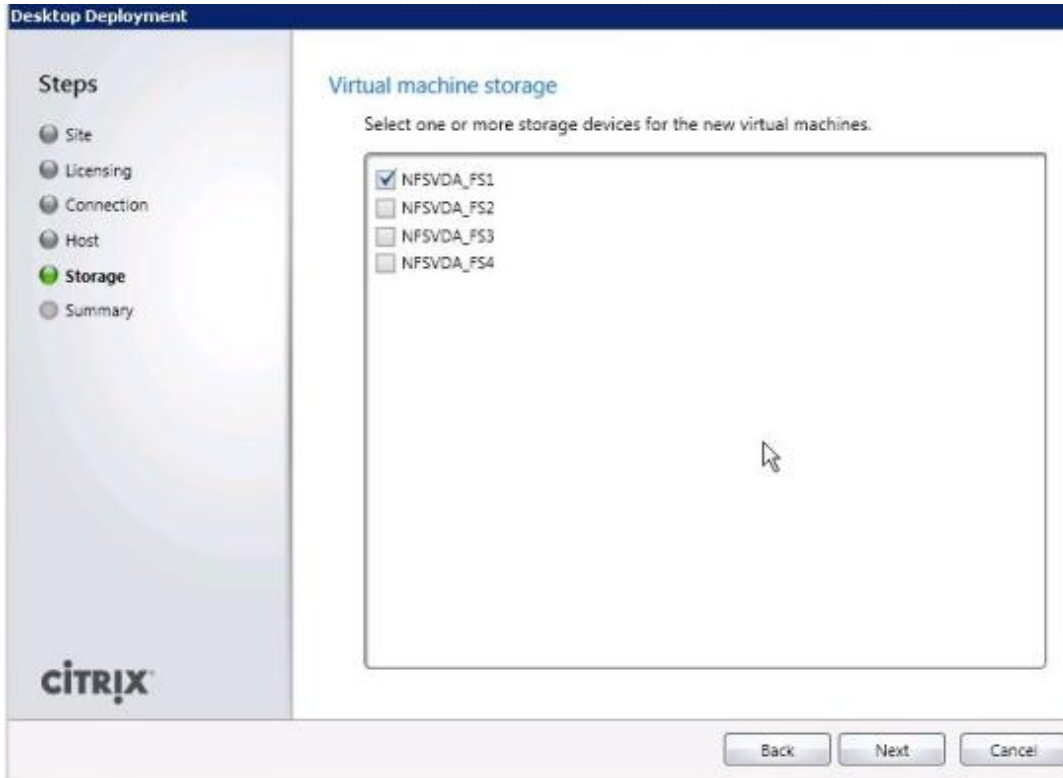 Desktop Deployment
Steps
Site
Licensing
Connection
Host
Storage
Summary
CITRIX
Virtual machine storage
Select one or more storage devices for the new virtual machines.
NFSVDA_FS1
NFSVDA_FS2
NFSVDA_FS3
NFSVDA_FS4
Back Next Cancel